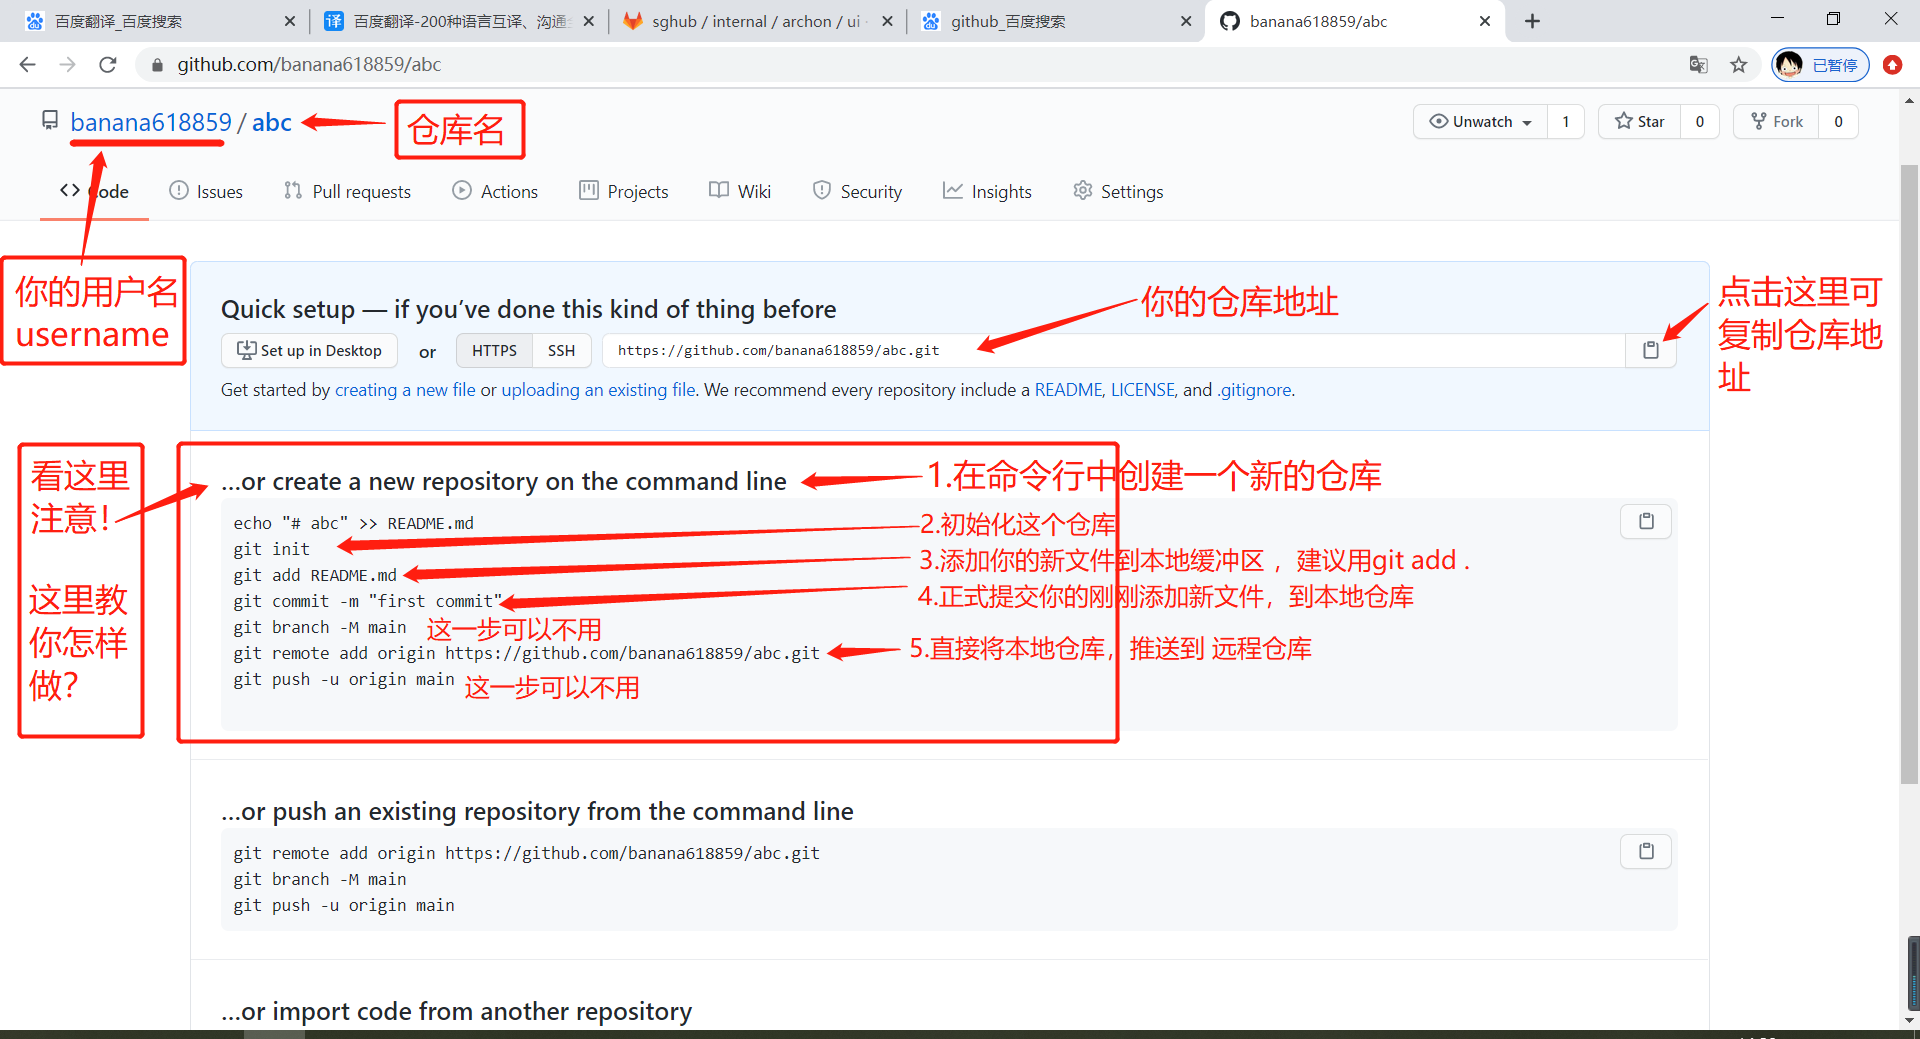 百度翻译_百度搜索
百度翻译-200种语言互译、沟通
sghub / internal / archon / ui
github_百度搜索
banana618859/abc
github.com/banana618859/abc
已暂停
banana618859 / abc
仓库名
Unwatch 1
Star 0
Fork 0
Code
Issues
Pull requests
Actions
Projects
Wiki
Security
Insights
Settings
你的用户名
username
Quick setup — if you’ve done this kind of thing before
你的仓库地址
点击这里可
复制仓库地
址
Set up in Desktop or HTTPS SSH https://github.com/banana618859/abc.git
Get started by creating a new file or uploading an existing file. We recommend every repository include a README, LICENSE, and .gitignore.
看这里
注意！
这里教
你怎样
做？
…or create a new repository on the command line
1.在命令行中创建一个新的仓库
echo "# abc" >> README.md
git init
2.初始化这个仓库
git add README.md
3.添加你的新文件到本地缓冲区 ，建议用git add .
git commit -m "first commit"
4.正式提交你的刚刚添加新文件，到本地仓库
git branch -M main
这一步可以不用
git remote add origin https://github.com/banana618859/abc.git
5.直接将本地仓库，推送到 远程仓库
git push -u origin main
这一步可以不用
…or push an existing repository from the command line
git remote add origin https://github.com/banana618859/abc.git
git branch -M main
git push -u origin main
…or import code from another repository